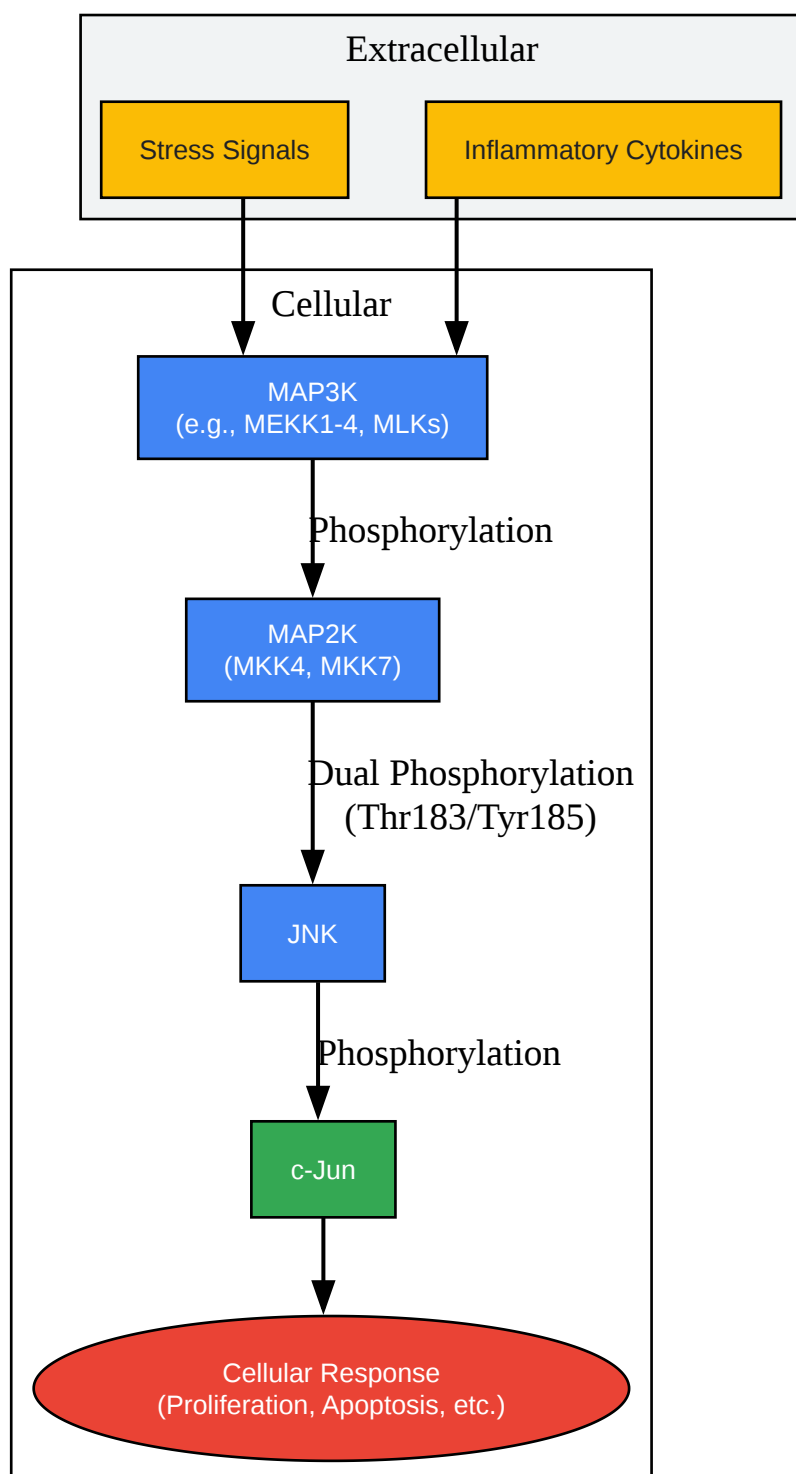 Extracellular
Stress Signals
Inflammatory Cytokines
Cellular
MAP3K
(e.g., MEKK1-4, MLKs)
Phosphorylation
MAP2K
(MKK4, MKK7)
Dual Phosphorylation
(Thr183/Tyr185)
JNK
Phosphorylation
c-Jun
Cellular Response
(Proliferation, Apoptosis, etc.)